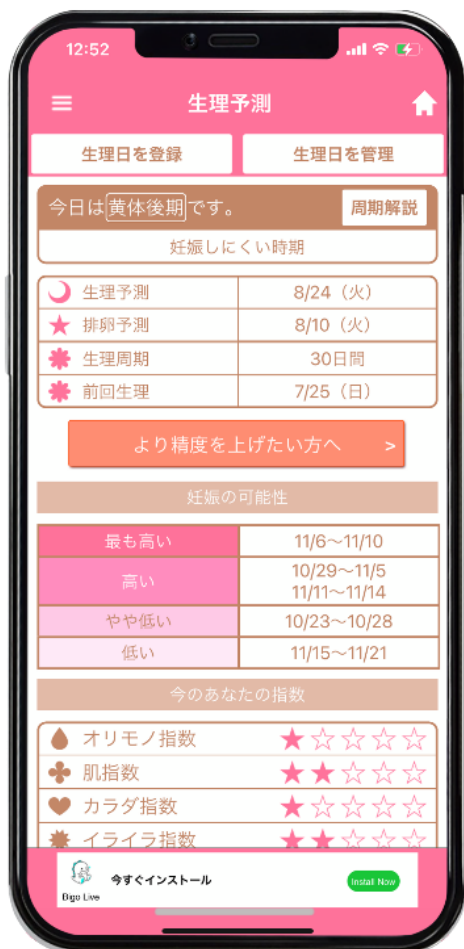 12:52
生理予測
生理日を登録 生理日を管理
今日は黄体後期です。 周期解説
妊娠しにくい時期
生理予測 8/24（火）
排卵予測 8/10（火）
生理周期 30日間
前回生理 7/25（日）
より精度を上げたい方へ >
妊娠の可能性
最も高い 11/6〜11/10
高い 10/29〜11/5
11/11〜11/14
やや低い 10/23〜10/28
低い 11/15〜11/21
今のあなたの指数
オリモノ指数 ★☆☆☆☆
肌指数 ★★☆☆☆
カラダ指数 ★☆☆☆☆
イライラ指数 ★★☆☆☆
Bigo Live 今すぐインストール Install Now